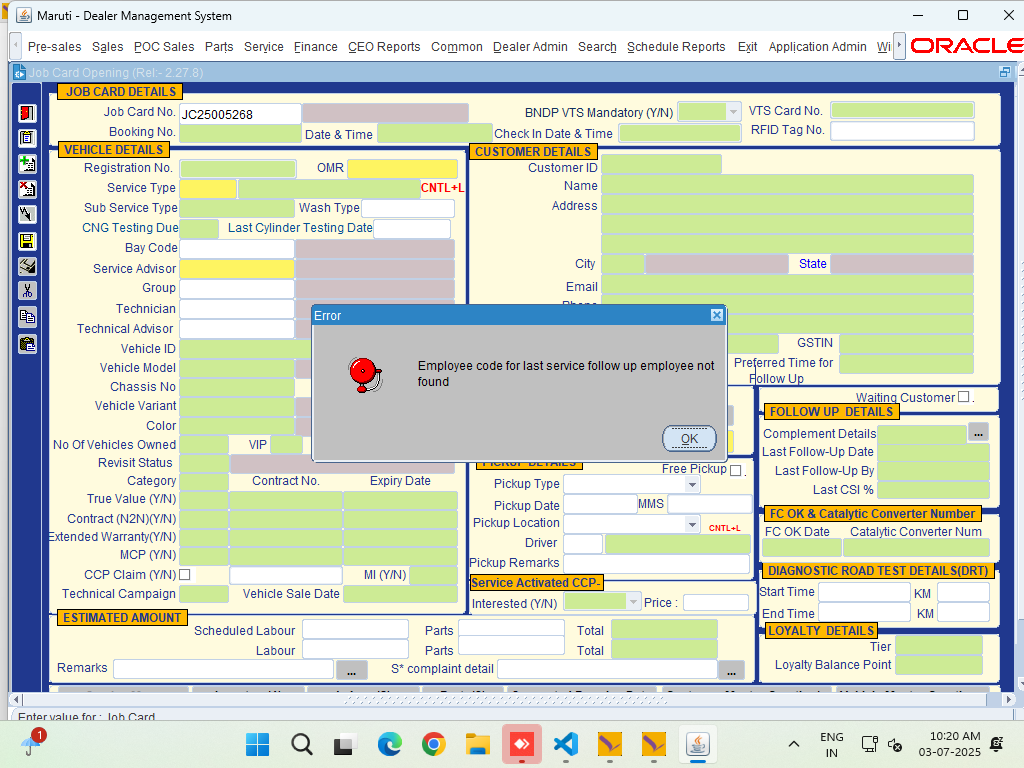 Maruti - Dealer Management System
Pre-sales Sales POC Sales Parts Service Finance CEO Reports Common Dealer Admin Search Schedule Reports Exit Application Admin Wi ORACLE
Job Card Opening (Rel:- 2.27.8)
JOB CARD DETAILS
Job Card No. JC25005268 BNDP VTS Mandatory (Y/N) VTS Card No.
Booking No. Date & Time Check In Date & Time RFID Tag No.
VEHICLE DETAILS CUSTOMER DETAILS
Registration No. OMR Customer ID
Service Type CNTL+L Name
Sub Service Type Wash Type Address
CNG Testing Due Last Cylinder Testing Date
Bay Code
Service Advisor City State
Group Email
Technician
Technical Advisor
Vehicle ID GSTIN
Vehicle Model Preferred Time for
Follow Up
Chassis No
Vehicle Variant
Color
No Of Vehicles Owned VIP
Revisit Status
Category Contract No. Expiry Date
True Value (Y/N)
Contract (N2N)(Y/N)
Extended Warranty(Y/N)
MCP (Y/N)
CCP Claim (Y/N) MI (Y/N)
Technical Campaign Vehicle Sale Date
Error
Employee code for last service follow up employee not
found
OK
Waiting Customer .
FOLLOW UP DETAILS
Complement Details ...
Last Follow-Up Date
Last Follow-Up By
Last CSI %
PICKUP DETAILS Free Pickup .
Pickup Type
Pickup Date MMS
Pickup Location CNTL+L
Driver
Pickup Remarks
FC OK & Catalytic Converter Number
FC OK Date Catalytic Converter Num
DIAGNOSTIC ROAD TEST DETAILS(DRT)
Start Time KM
End Time KM
Service Activated CCP-
Interested (Y/N) Price :
ESTIMATED AMOUNT
Scheduled Labour Parts Total
Labour Parts Total
Remarks ... S* complaint detail ...
LOYALTY DETAILS
Tier
Loyalty Balance Point
Enter value for : Job Card
1
ENG
IN
10:20 AM
03-07-2025